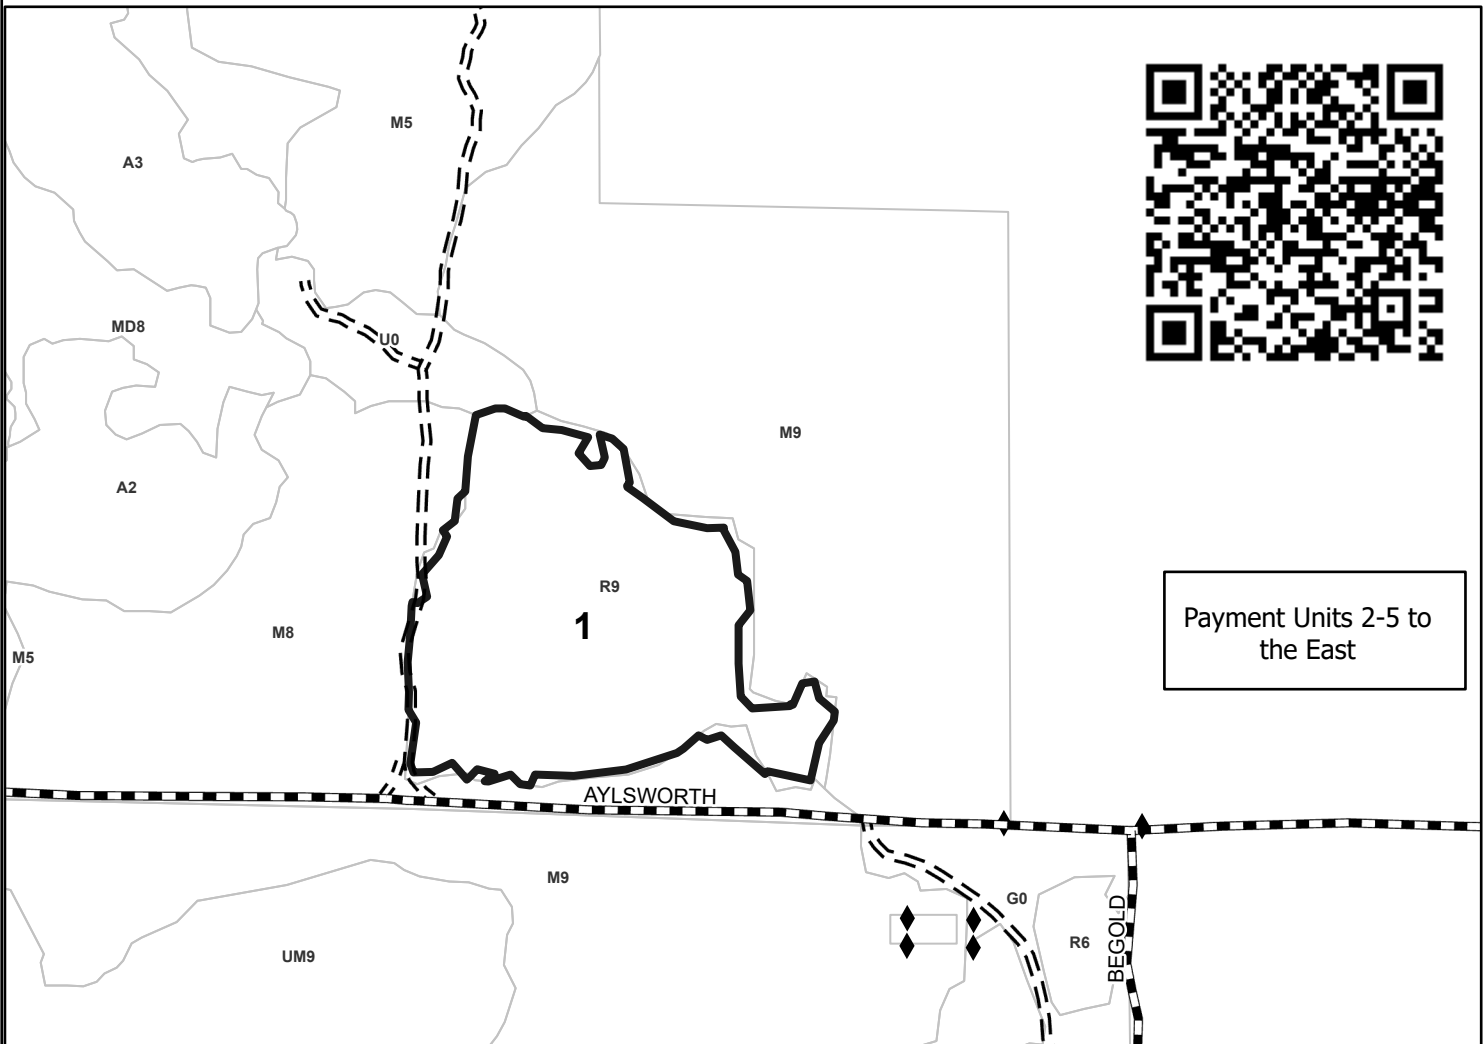 M5
A3
MD8
U0
M9
A2
R9
1
Payment Units 2-5 to
the East
M8
M5
AYLSWORTH
M9
G0
R6
BEGOLD
UM9